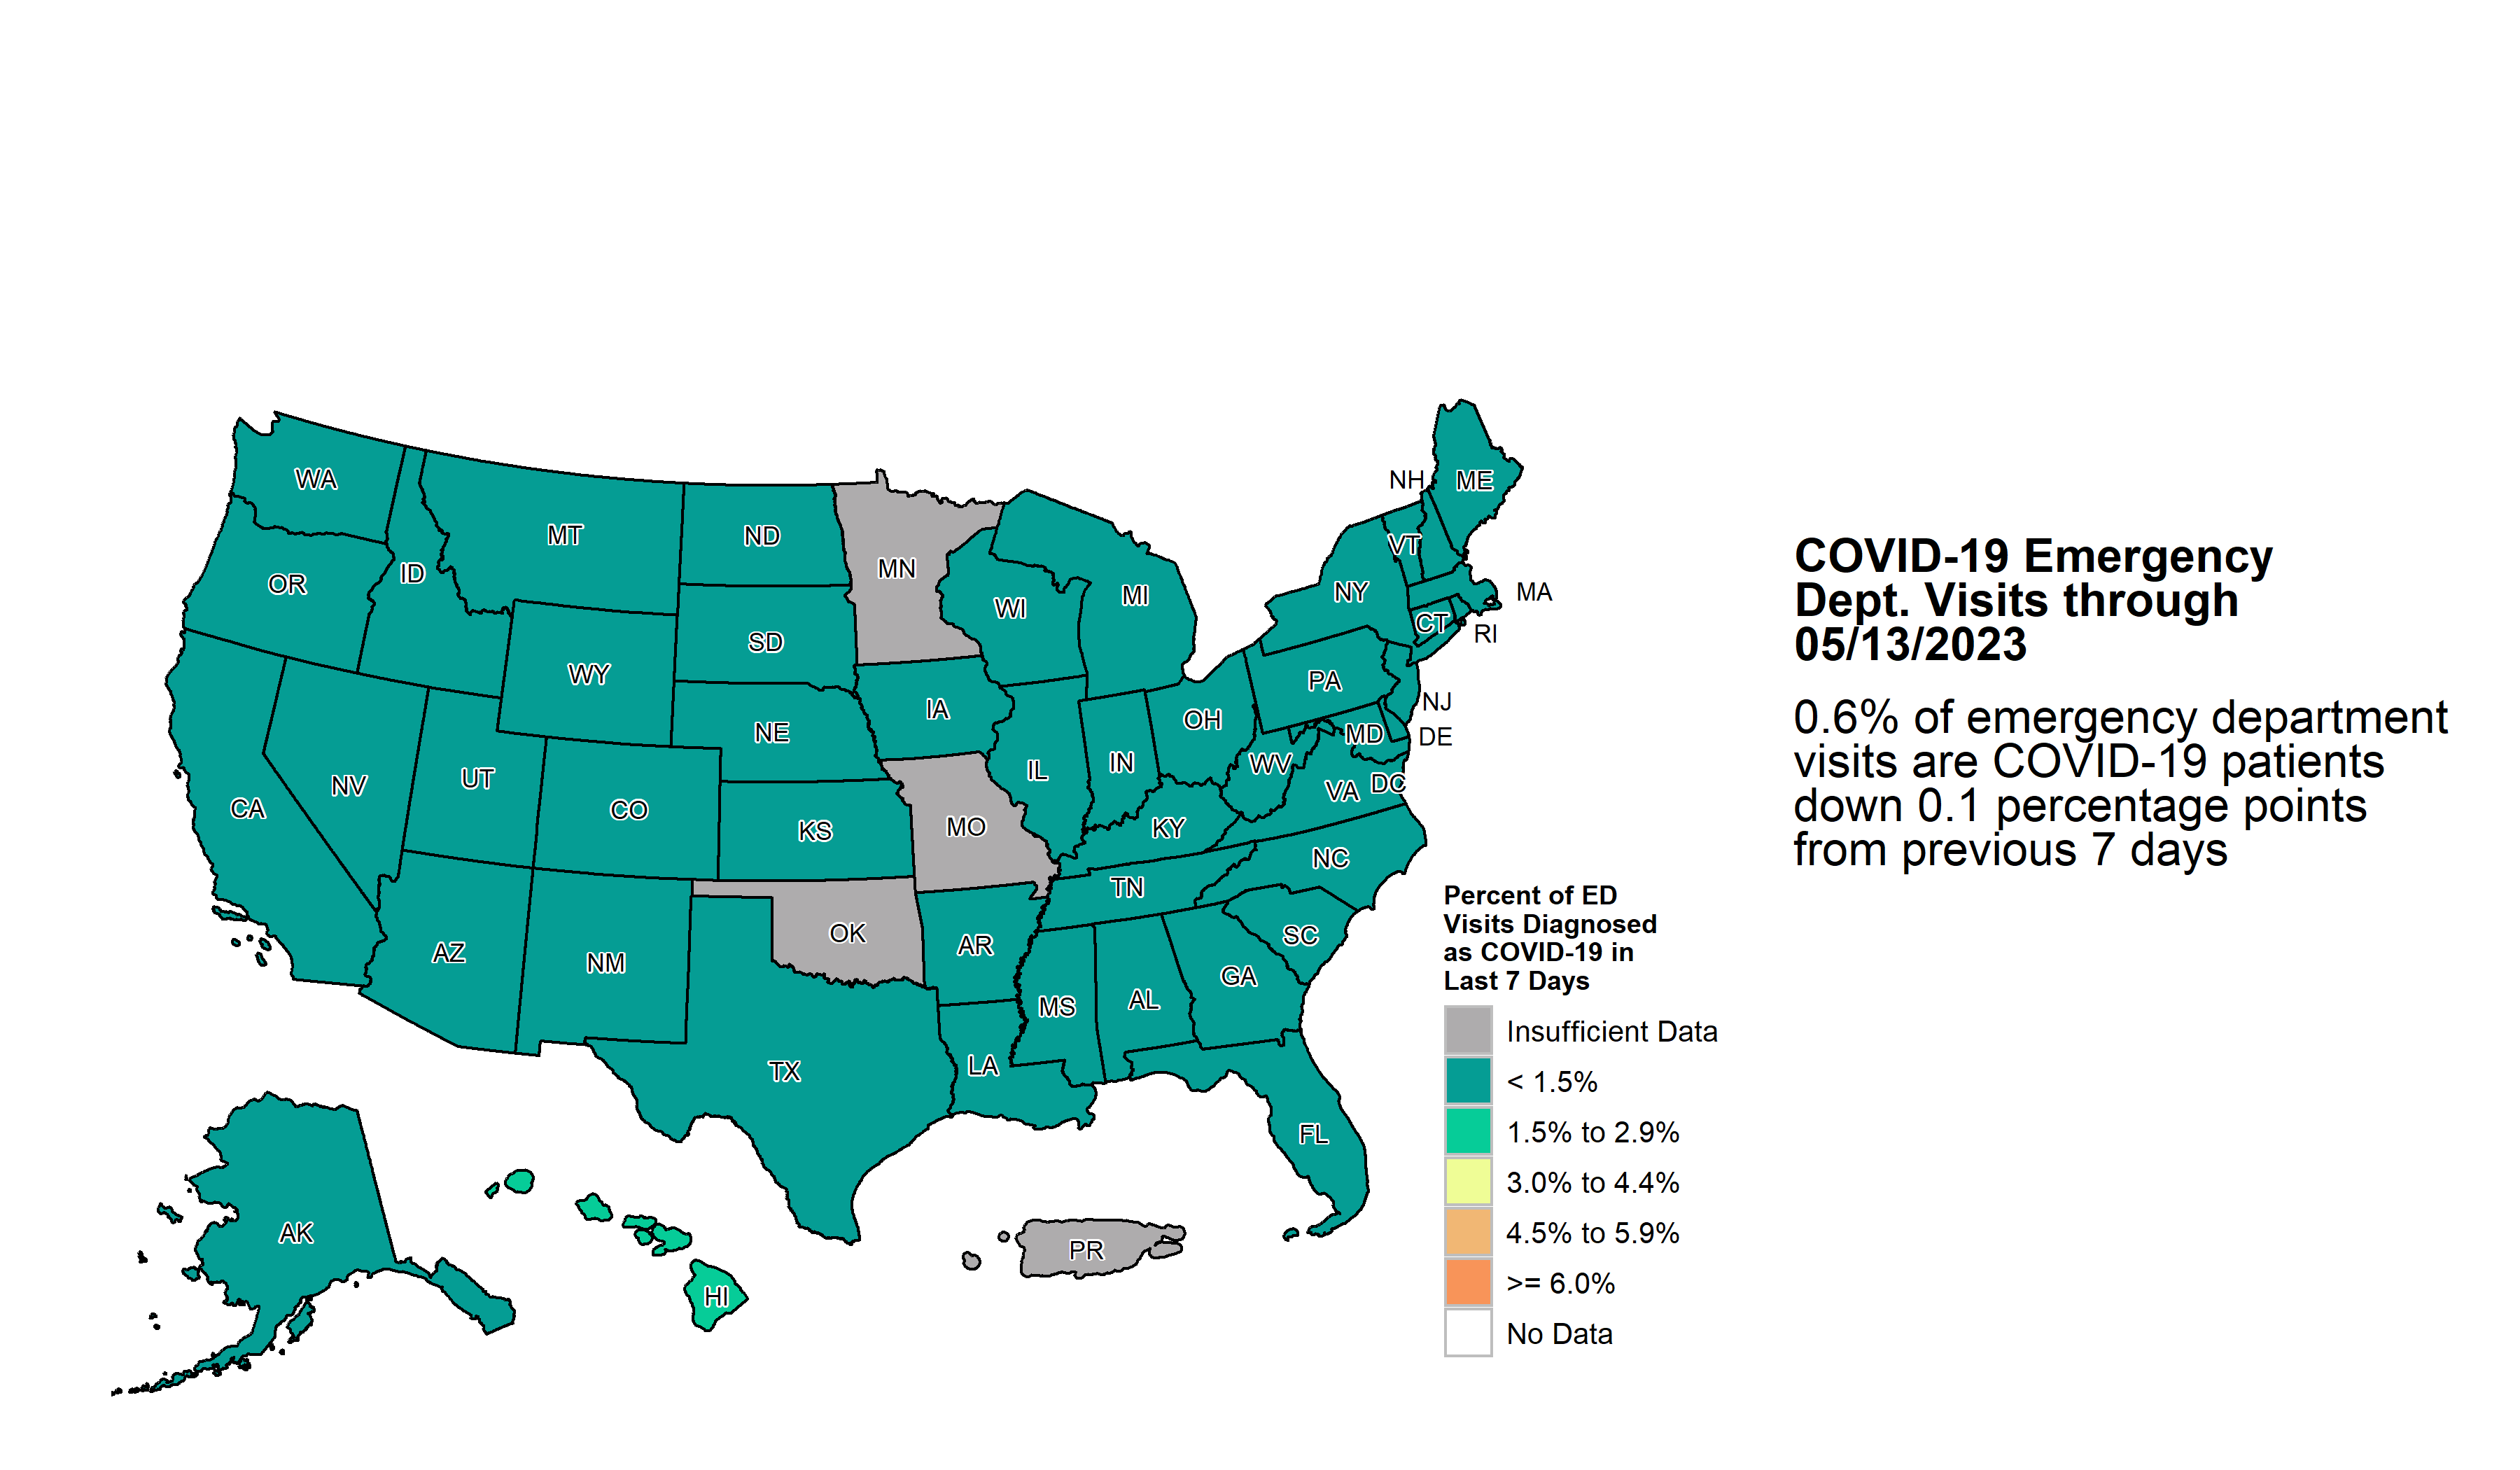 WA
OR
CA
NV
ID
MT
WY
UT
AZ
CO
NM
ND
SD
NE
KS
OK
TX
MN
IA
MO
AR
LA
WI
IL
MI
IN
OH
KY
TN
MS
AL
GA
FL
SC
NC
VA
DC
WV
MD
DE
NJ
PA
NY
CT
RI
MA
VT
NH
ME
AK
HI
PR
COVID-19 Emergency
Dept. Visits through
05/13/2023
0.6% of emergency department
visits are COVID-19 patients
down 0.1 percentage points
from previous 7 days
Percent of ED
Visits Diagnosed
as COVID-19 in
Last 7 Days
Insufficient Data
< 1.5%
1.5% to 2.9%
3.0% to 4.4%
4.5% to 5.9%
>= 6.0%
No Data